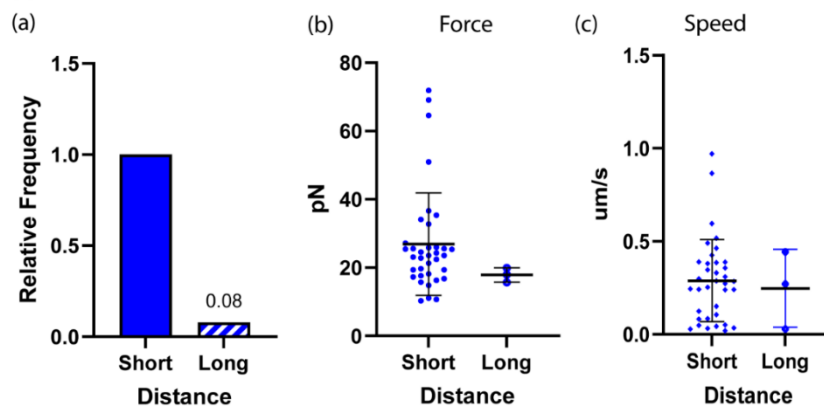 (a)
1.5
1.0
0.5
0.0
Relative Frequency
0.08
Short Long
Distance
(b) Force
80
60
40
20
0
pN
Short Long
Distance
(c) Speed
1.5
1.0
0.5
0.0
um/s
Short Long
Distance